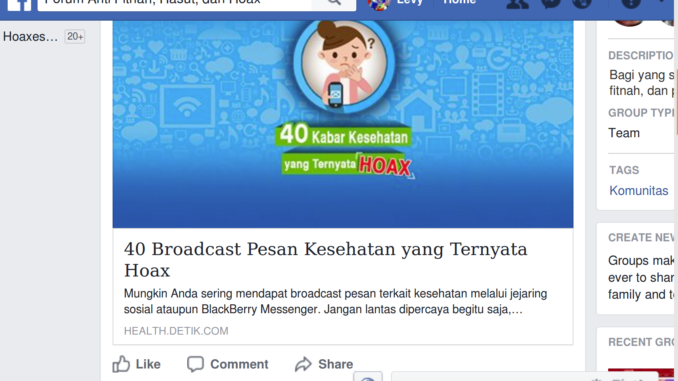 Forum Anti Fitnah, Hasut, dan Hoax
Levy Home
Hoaxes... 20+
?
40 Kabar Kesehatan
yang Ternyata HOAX
40 Broadcast Pesan Kesehatan yang Ternyata
Hoax
Mungkin Anda sering mendapat broadcast pesan terkait kesehatan melalui jejaring
sosial ataupun BlackBerry Messenger. Jangan lantas dipercaya begitu saja,...
HEALTH.DETIK.COM
Like Comment Share
DESCRIPTIO
Bagi yang s
fitnah, dan p
GROUP TYP
Team
TAGS
Komunitas
CREATE NEW
Groups mak
ever to shar
family and t
RECENT GRO